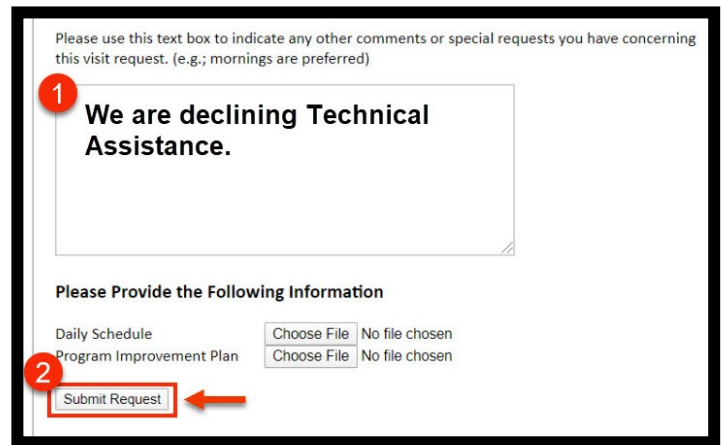 Please use this text box to indicate any other comments or special requests you have concerning
this visit request. (e.g.; mornings are preferred)
1
We are declining Technical
Assistance.
Please Provide the Following Information
Daily Schedule Choose File No file chosen
Program Improvement Plan Choose File No file chosen
2
Submit Request